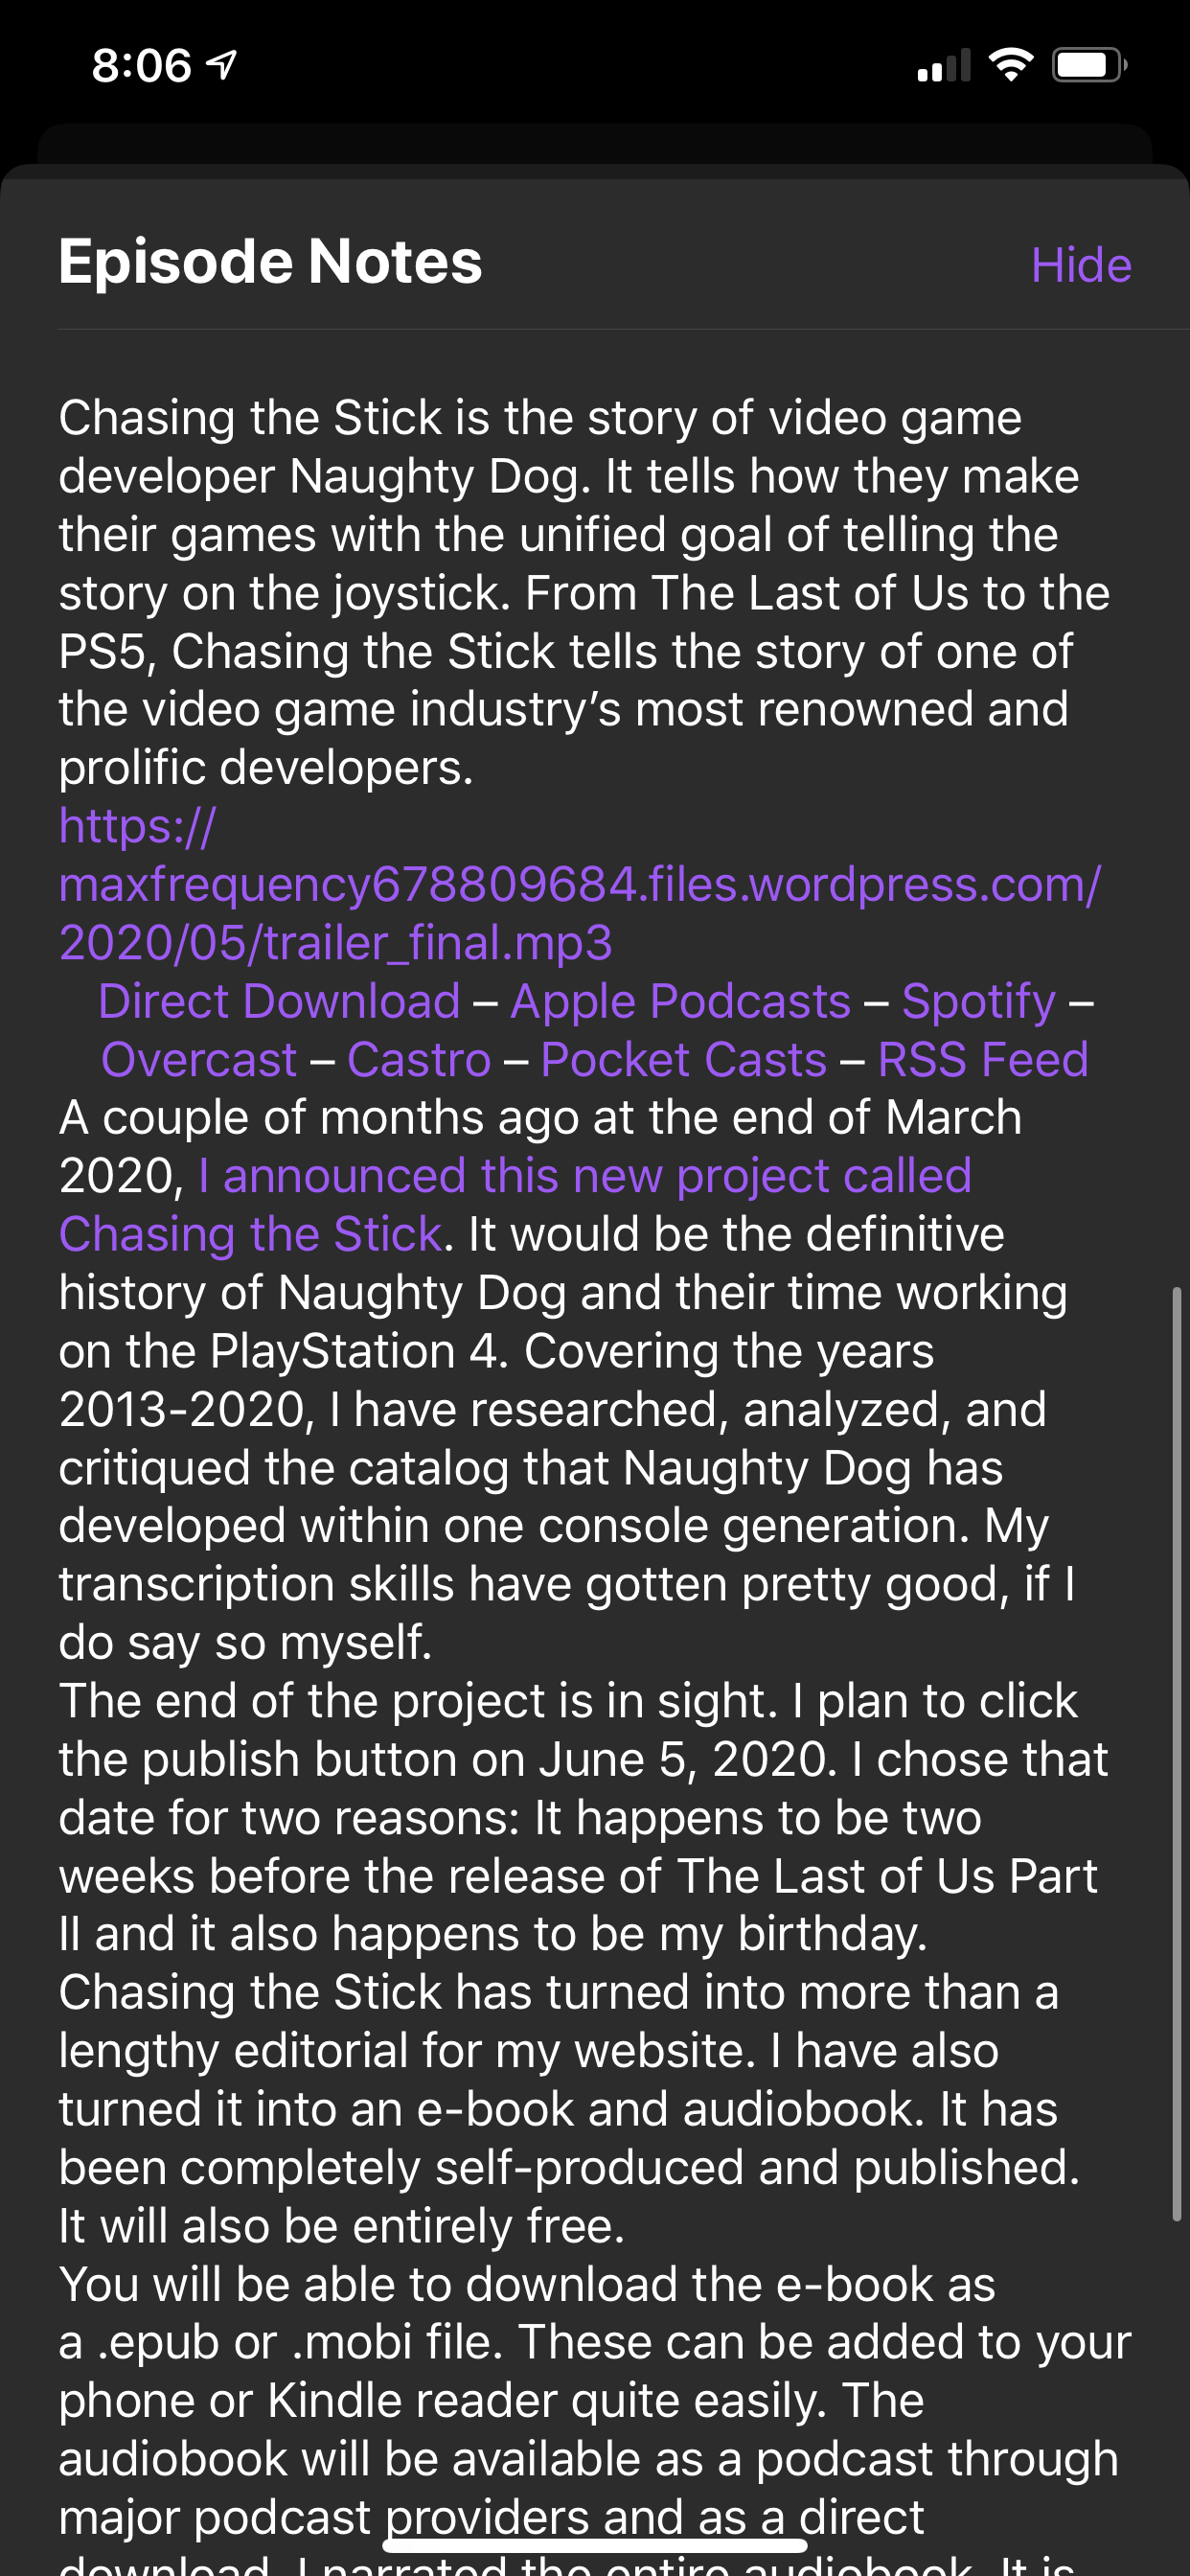 8:06
Episode Notes
Hide
Chasing the Stick is the story of video game
developer Naughty Dog. It tells how they make
their games with the unified goal of telling the
story on the joystick. From The Last of Us to the
PS5, Chasing the Stick tells the story of one of
the video game industry’s most renowned and
prolific developers.
https://
maxfrequency678809684.files.wordpress.com/
2020/05/trailer_final.mp3
Direct Download – Apple Podcasts – Spotify –
Overcast – Castro – Pocket Casts – RSS Feed
A couple of months ago at the end of March
2020, I announced this new project called
Chasing the Stick. It would be the definitive
history of Naughty Dog and their time working
on the PlayStation 4. Covering the years
2013-2020, I have researched, analyzed, and
critiqued the catalog that Naughty Dog has
developed within one console generation. My
transcription skills have gotten pretty good, if I
do say so myself.
The end of the project is in sight. I plan to click
the publish button on June 5, 2020. I chose that
date for two reasons: It happens to be two
weeks before the release of The Last of Us Part
II and it also happens to be my birthday.
Chasing the Stick has turned into more than a
lengthy editorial for my website. I have also
turned it into an e-book and audiobook. It has
been completely self-produced and published.
It will also be entirely free.
You will be able to download the e-book as
a .epub or .mobi file. These can be added to your
phone or Kindle reader quite easily. The
audiobook will be available as a podcast through
major podcast providers and as a direct
download. I narrated the entire audiobook. It is